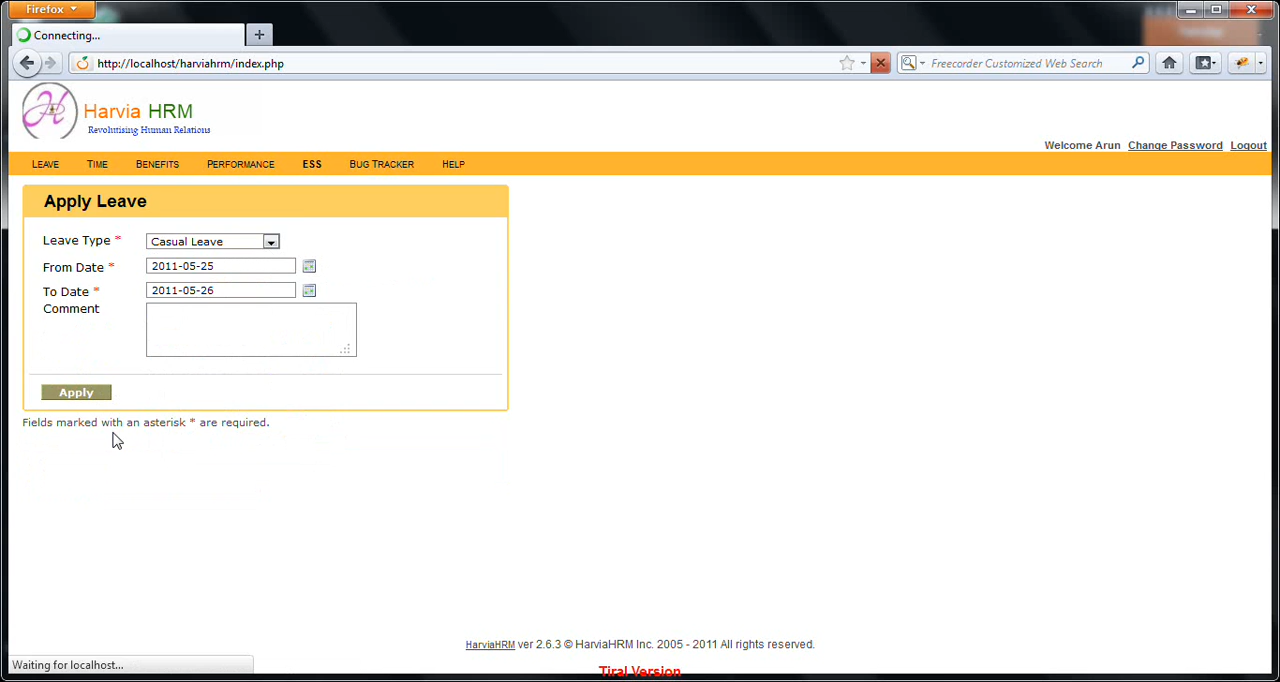 Firefox
Connecting...
http://localhost/harviahrm/index.php
Freecorder Customized Web Search
Harvia HRM
Revolutising Human Relations
Welcome Arun Change Password Logout
LEAVE TIME BENEFITS PERFORMANCE ESS BUG TRACKER HELP
Apply Leave
Leave Type * Casual Leave
From Date * 2011-05-25
To Date * 2011-05-26
Comment
Apply
Fields marked with an asterisk * are required.
HarviaHRM ver 2.6.3 © HarviaHRM Inc. 2005 - 2011 All rights reserved.
Waiting for localhost...
Tiral Version